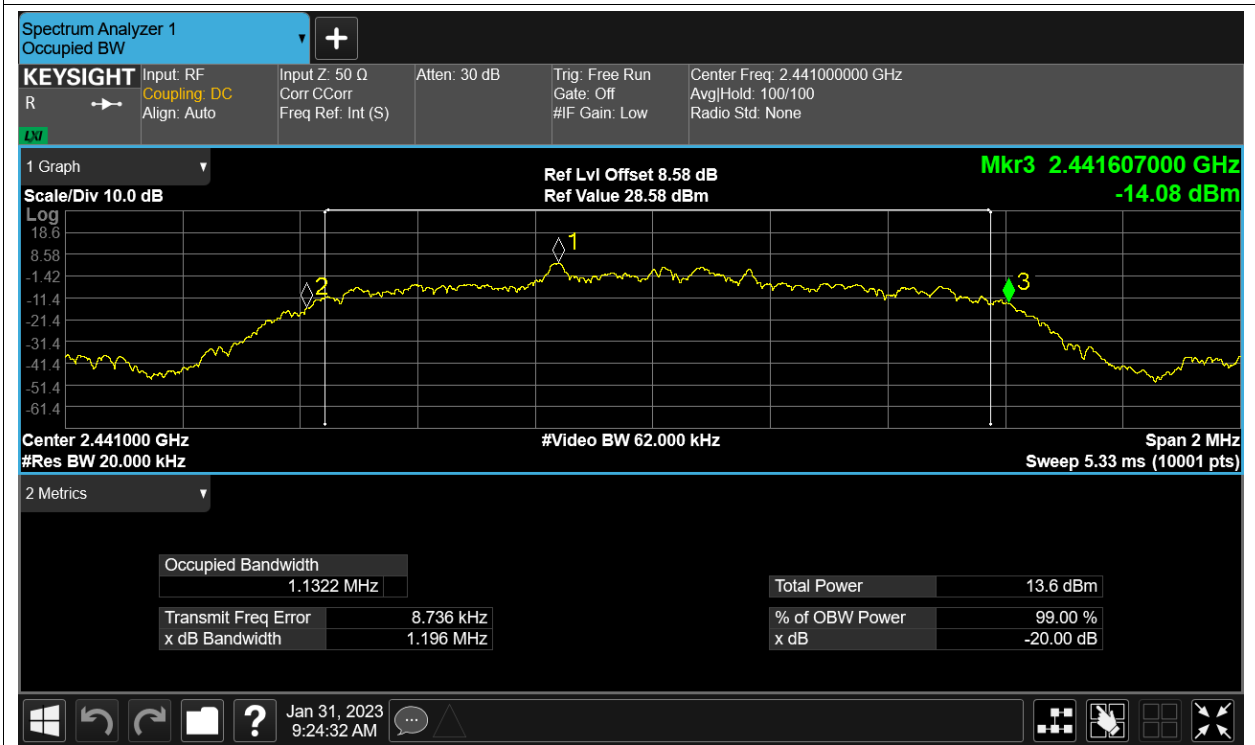 Spectrum Analyzer 1
Occupied BW
KEYSIGHT
R
LXI
Input: RF
Coupling: DC
Align: Auto
Input Z: 50 Ω
Corr CCorr
Freq Ref: Int (S)
Atten: 30 dB
Trig: Free Run
Gate: Off
#IF Gain: Low
Center Freq: 2.441000000 GHz
Avg|Hold: 100/100
Radio Std: None
1 Graph
Scale/Div 10.0 dB
Ref Lvl Offset 8.58 dB
Ref Value 28.58 dBm
Mkr3 2.441607000 GHz
-14.08 dBm
Log
18.6
8.58
-1.42
-11.4
-21.4
-31.4
-41.4
-51.4
-61.4
1
2
3
Center 2.441000 GHz
#Res BW 20.000 kHz
#Video BW 62.000 kHz
Span 2 MHz
Sweep 5.33 ms (10001 pts)
2 Metrics
Occupied Bandwidth
1.1322 MHz
Transmit Freq Error 8.736 kHz
x dB Bandwidth 1.196 MHz
Total Power 13.6 dBm
% of OBW Power 99.00 %
x dB -20.00 dB
?
Jan 31, 2023
9:24:32 AM